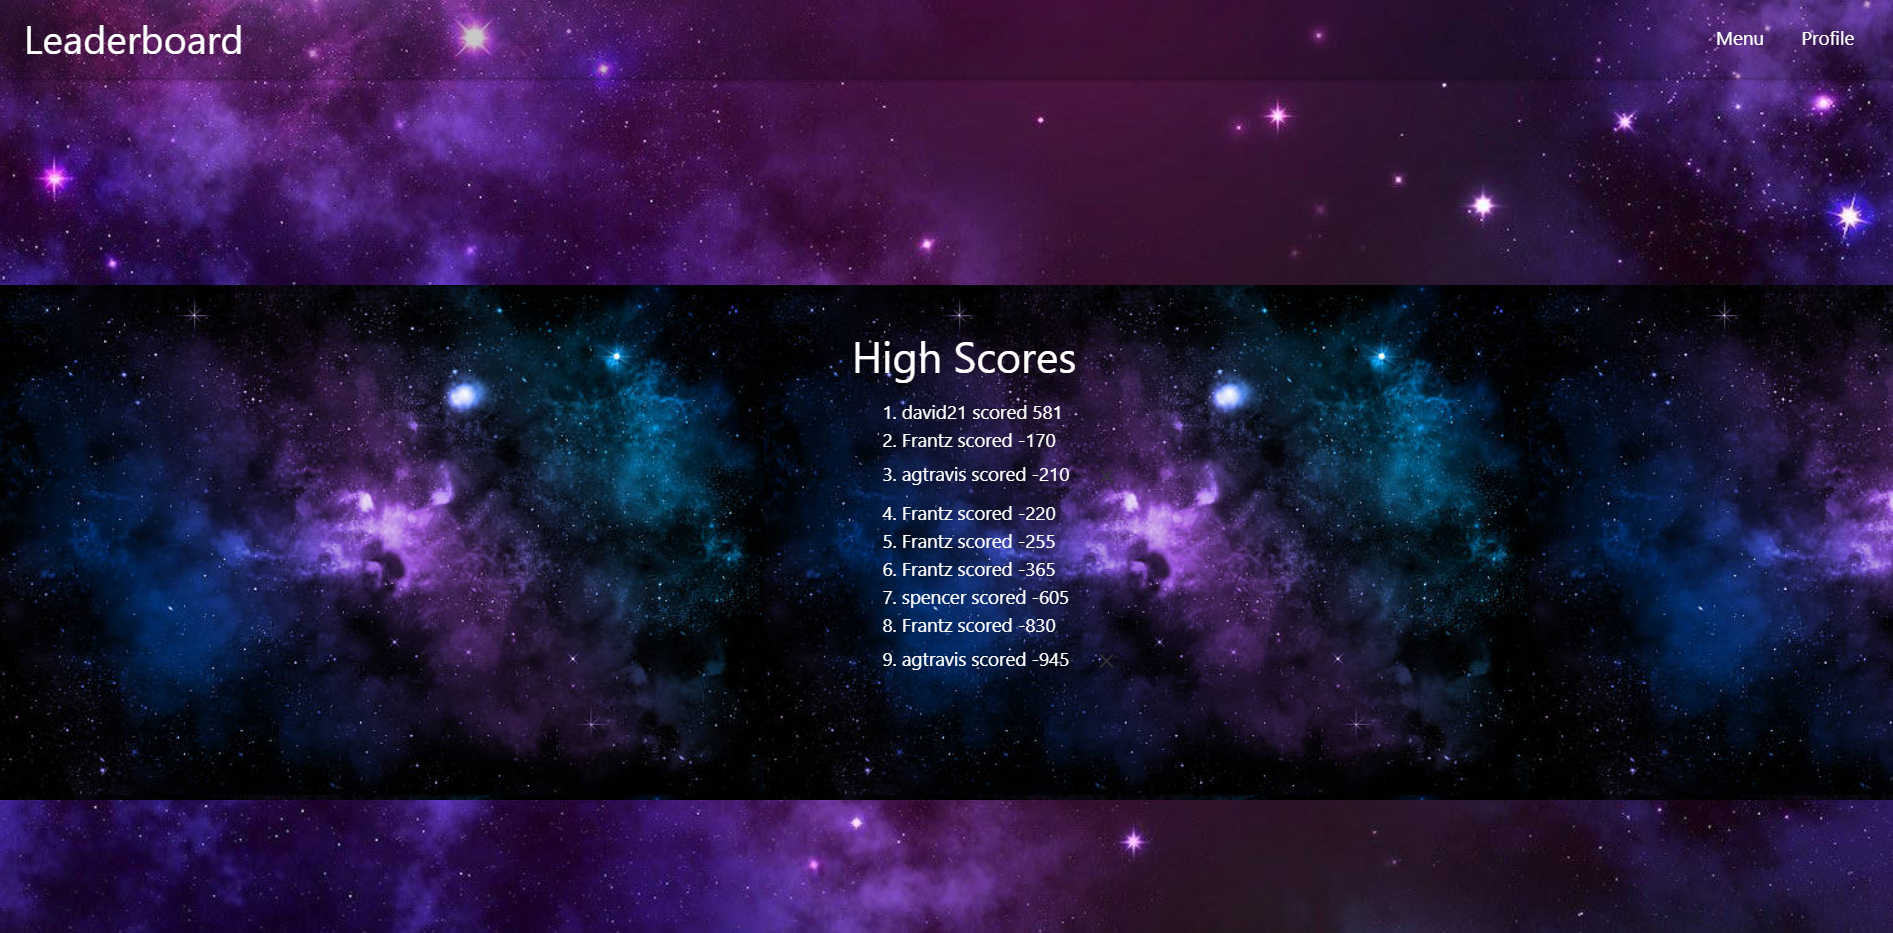 Leaderboard
Menu
Profile
High Scores
1. david21 scored 581
2. Frantz scored -170
3. agtravis scored -210
4. Frantz scored -220
5. Frantz scored -255
6. Frantz scored -365
7. spencer scored -605
8. Frantz scored -830
9. agtravis scored -945 ×